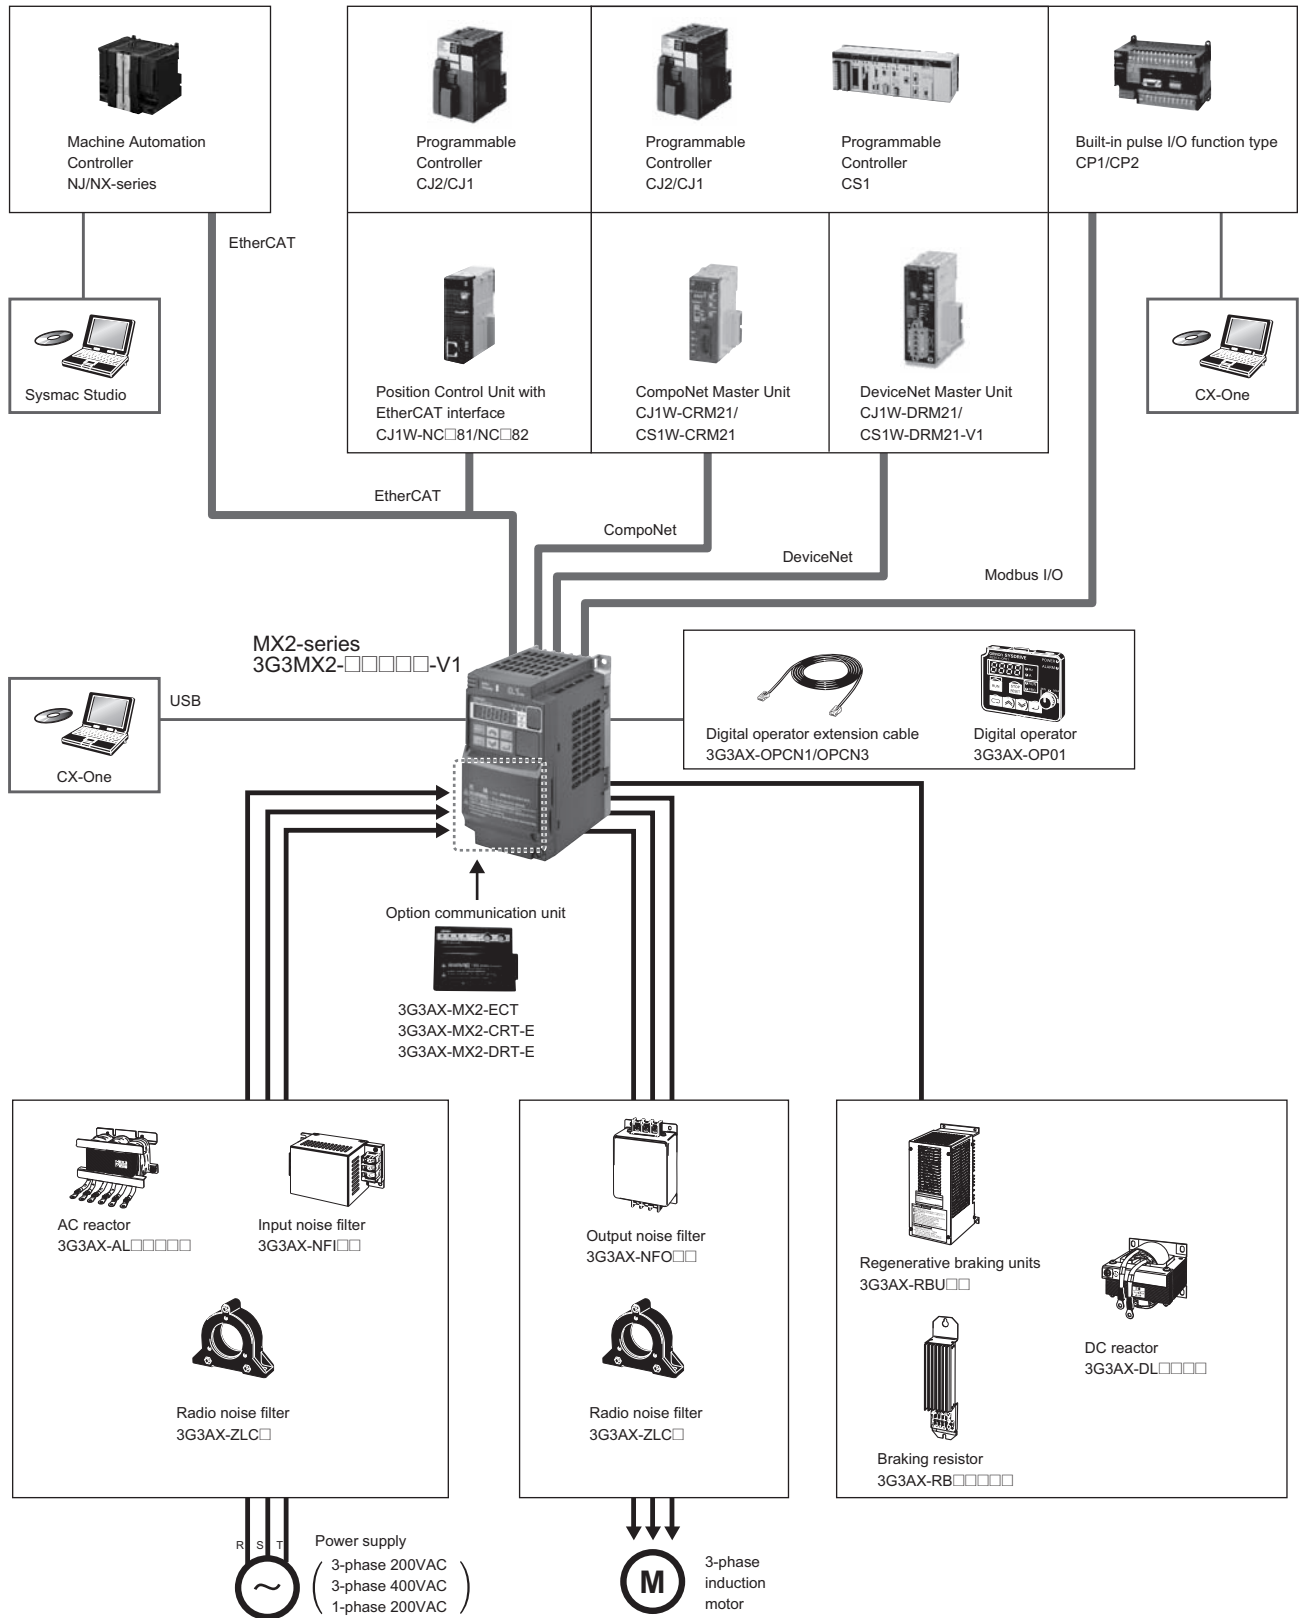 Machine Automation
Controller
NJ/NX-series
Programmable
Controller
CJ2/CJ1
Programmable
Controller
CJ2/CJ1
Programmable
Controller
CS1
Built-in pulse I/O function type
CP1/CP2
EtherCAT
Sysmac Studio
Position Control Unit with
EtherCAT interface
CJ1W-NC□81/NC□82
CompoNet Master Unit
CJ1W-CRM21/
CS1W-CRM21
DeviceNet Master Unit
CJ1W-DRM21/
CS1W-DRM21-V1
CX-One
EtherCAT
CompoNet
DeviceNet
Modbus I/O
MX2-series
3G3MX2-□□□□□-V1
USB
CX-One
Digital operator extension cable
3G3AX-OPCN1/OPCN3
Digital operator
3G3AX-OP01
Option communication unit
3G3AX-MX2-ECT
3G3AX-MX2-CRT-E
3G3AX-MX2-DRT-E
AC reactor
3G3AX-AL□□□□□
Input noise filter
3G3AX-NFI□□
Radio noise filter
3G3AX-ZLC□
Output noise filter
3G3AX-NFO□□
Radio noise filter
3G3AX-ZLC□
Regenerative braking units
3G3AX-RBU□□
DC reactor
3G3AX-DL□□□□
Braking resistor
3G3AX-RB□□□□□
R S T
Power supply
3-phase 200VAC
3-phase 400VAC
1-phase 200VAC
M
3-phase
induction
motor